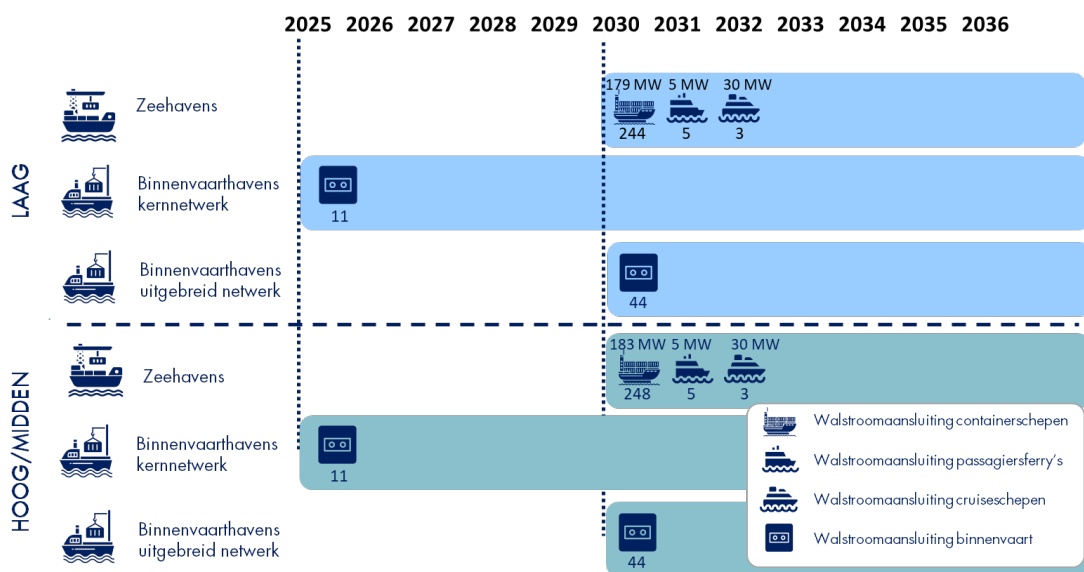 2025 2026 2027 2028 2029 2030 2031 2032 2033 2034 2035 2036
LAAG
179 MW 5 MW 30 MW
Zeehavens
244 5 3
Binnenvaarthavens
kernnetwerk
11
Binnenvaarthavens
uitgebreid netwerk
44
HOOG/MIDDEN
183 MW 5 MW 30 MW
Zeehavens
248 5 3
Binnenvaarthavens
kernnetwerk
11
Binnenvaarthavens
uitgebreid netwerk
44
Walstroomaansluiting containerschepen
Walstroomaansluiting passagiersferry's
Walstroomaansluiting cruiseschepen
Walstroomaansluiting binnenvaart